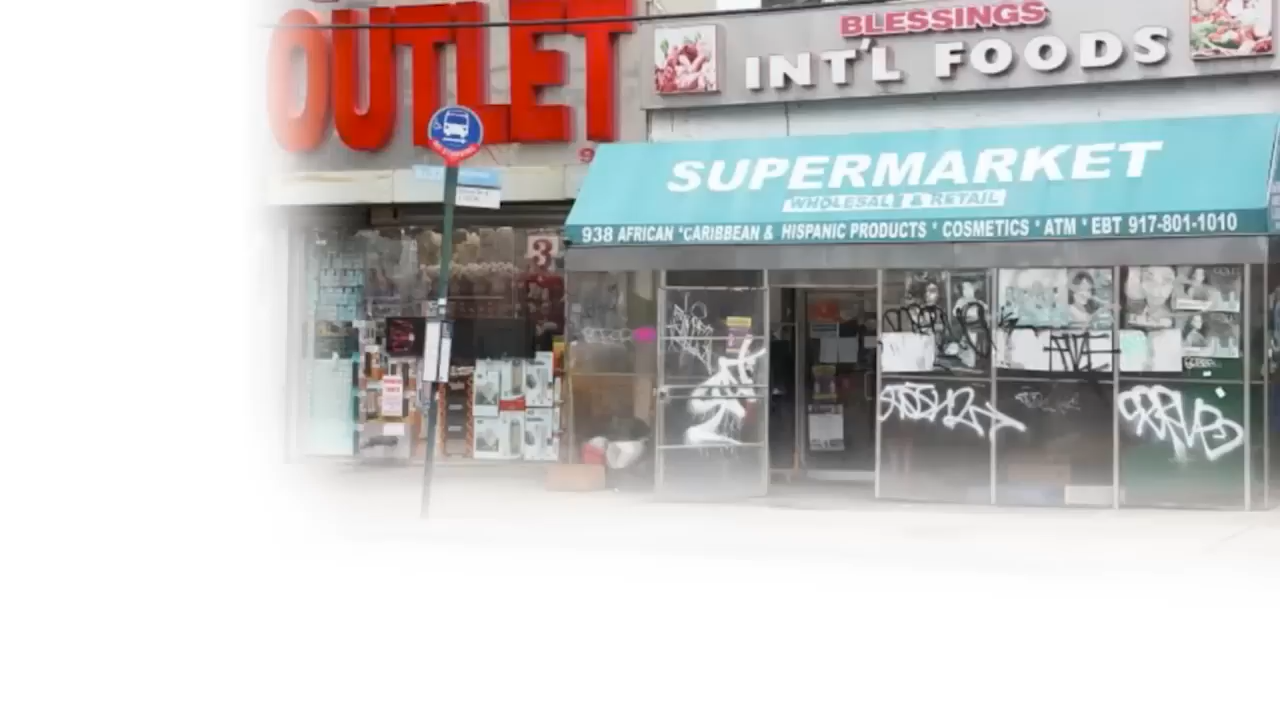 OUTLET
BLESSINGS
INT'L FOODS
SUPERMARKET
WHOLESALE & RETAIL
938 AFRICAN *CARIBBEAN & HISPANIC PRODUCTS * COSMETICS * ATM * EBT 917-801-1010
3